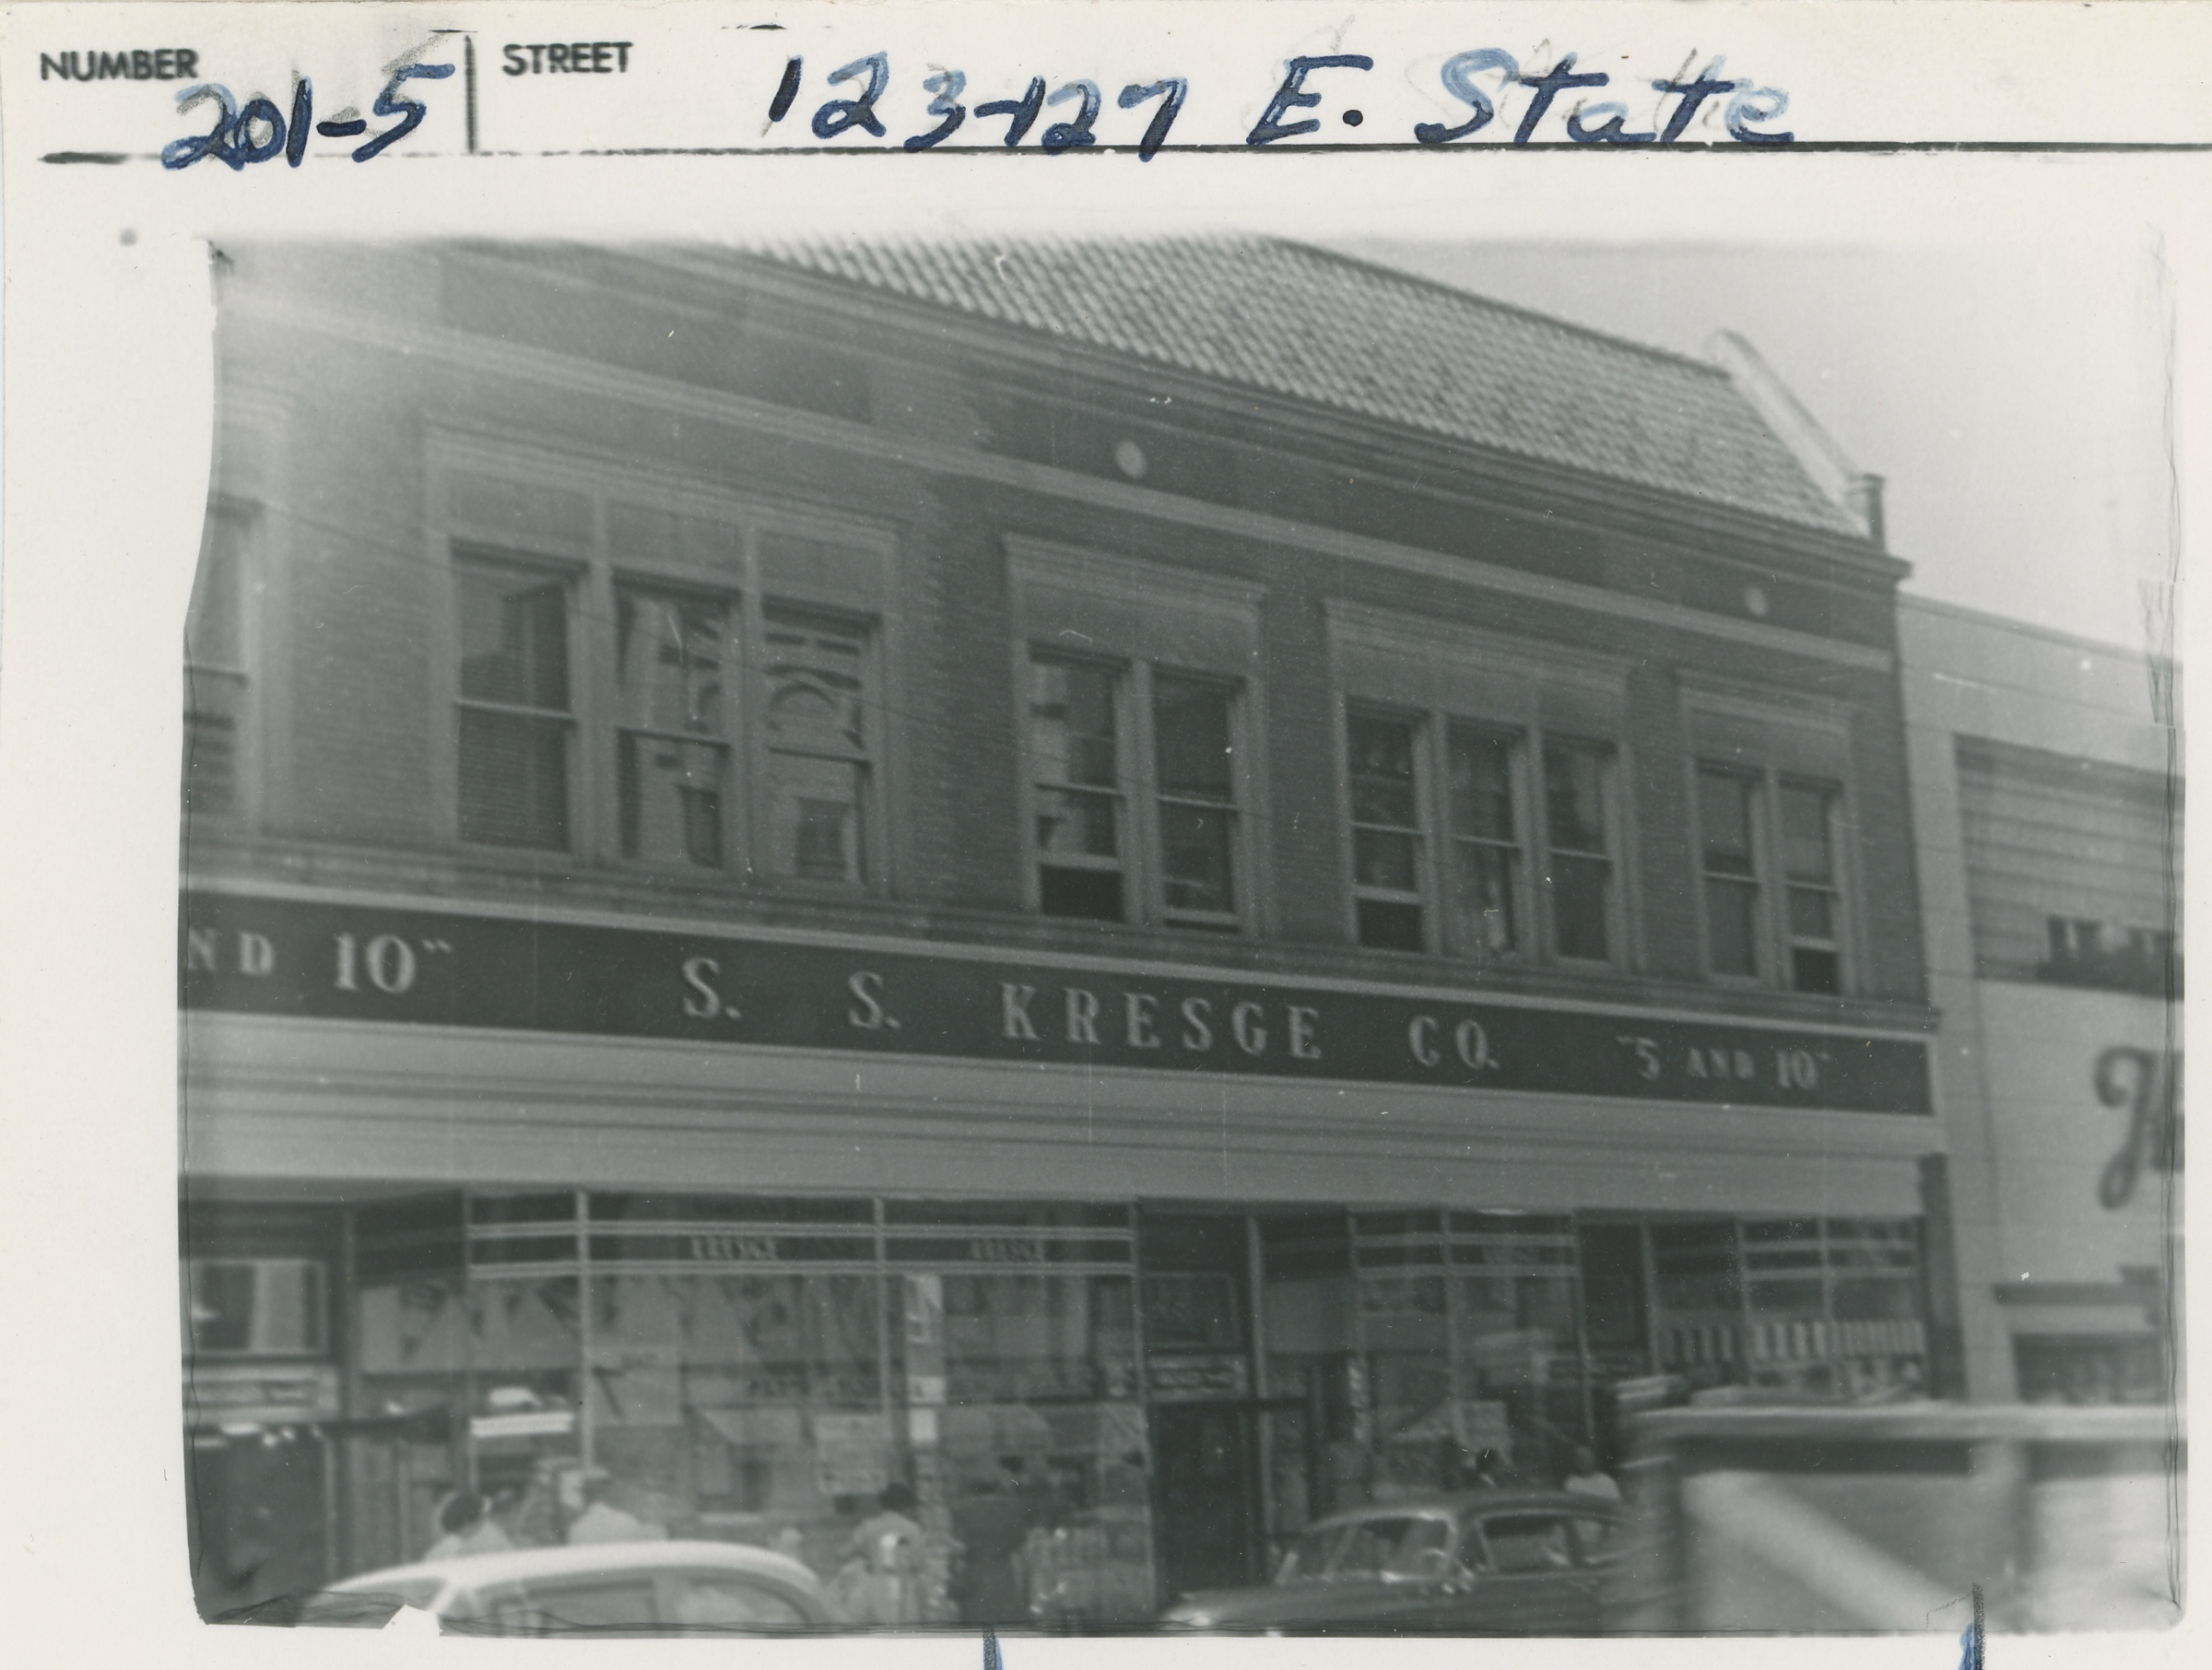 NUMBER STREET
201-5 123-127 E. State
ND 10" S. S. KRESGE CO. "5 AND 10"
KRESGE KRESGE